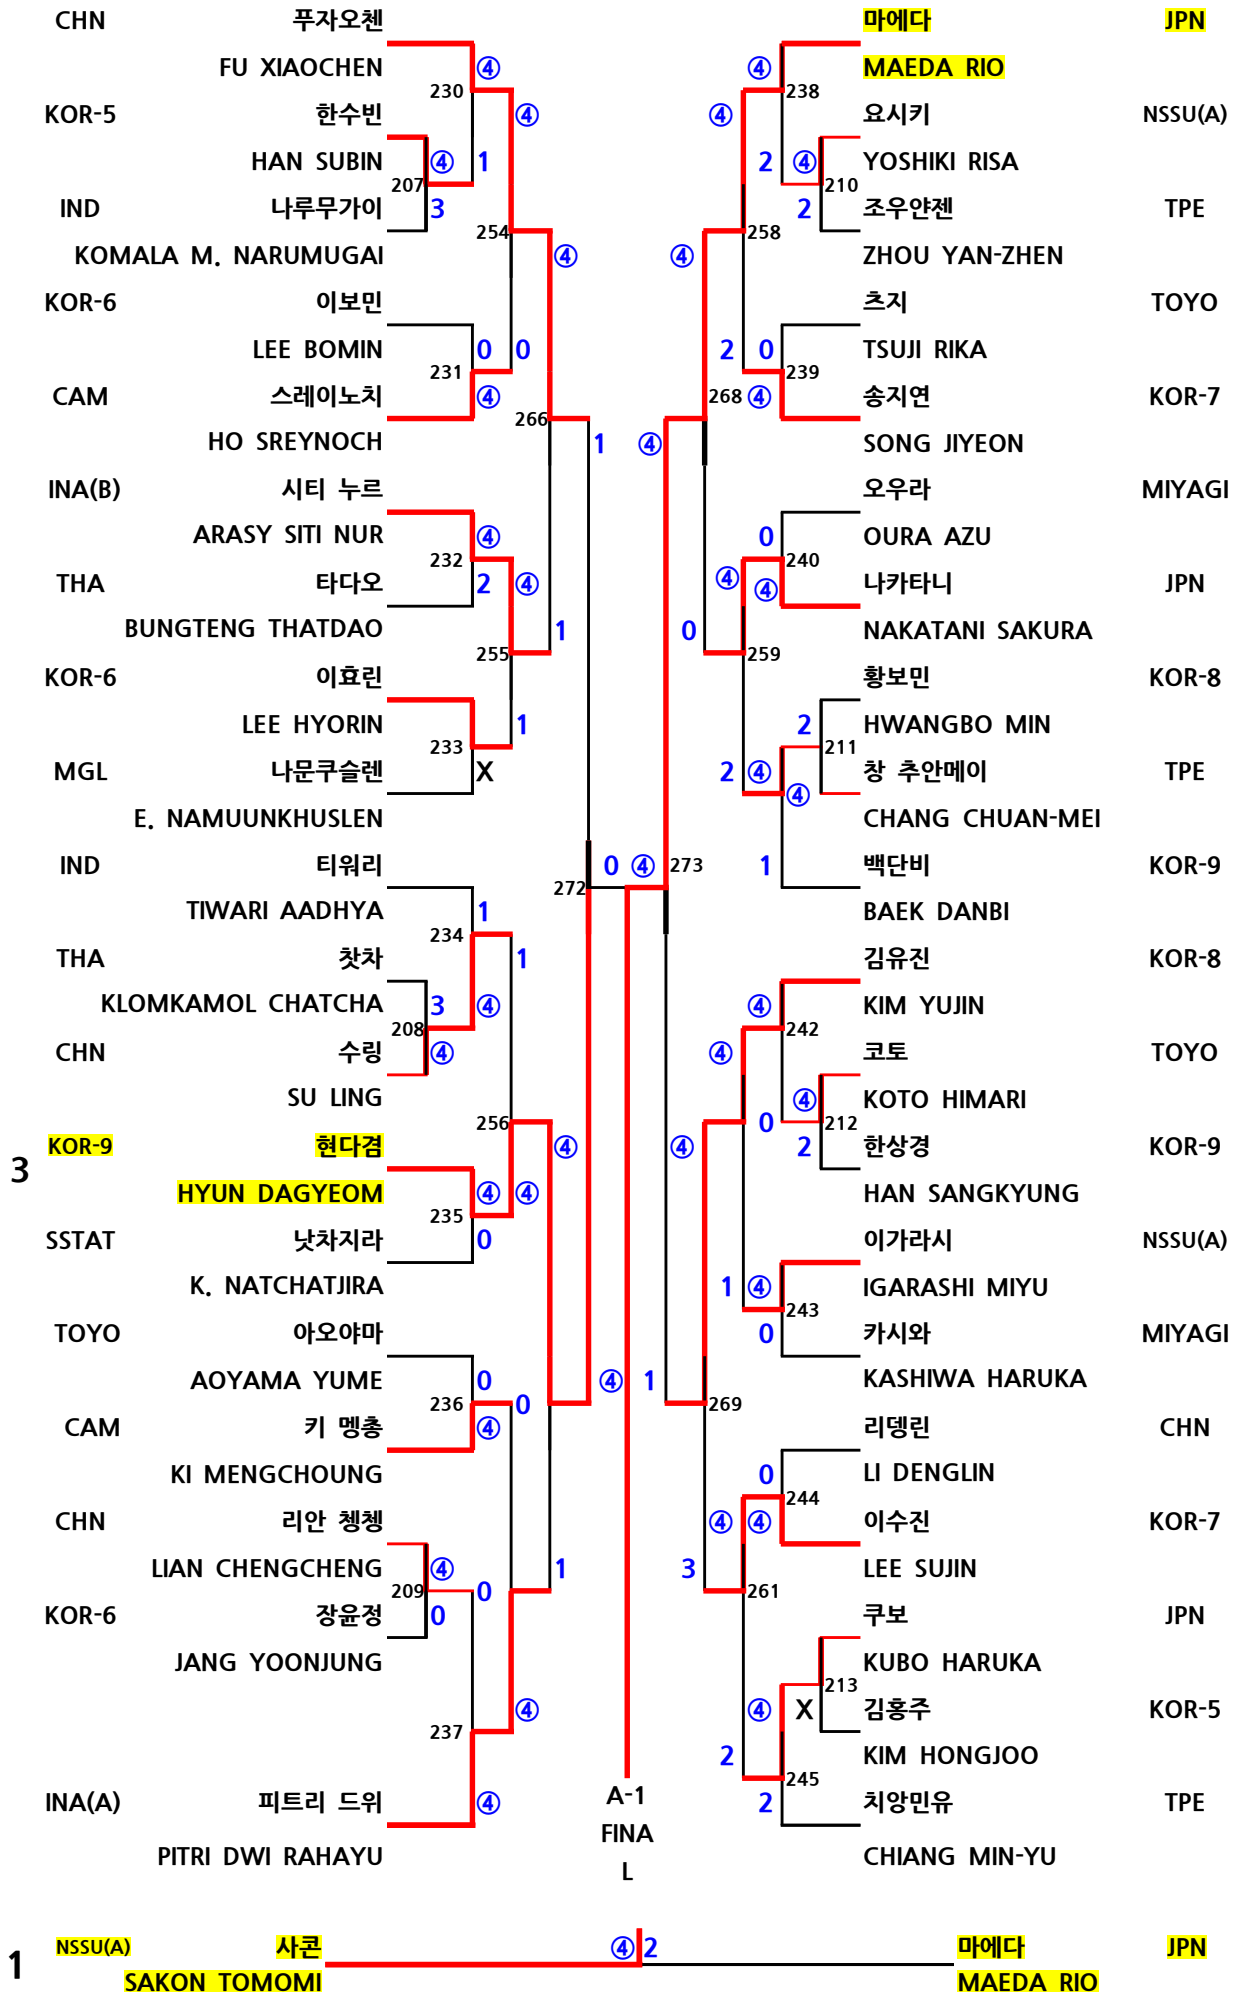 CHN 푸자오첸 마에다 JPN
FU XIAOCHEN ④ ④ MAEDA RIO
230 238
KOR-5 한수빈 ④ ④ 요시키 NSSU(A)
HAN SUBIN ④ 1 2 ④ YOSHIKI RISA
207 210
IND 나루무가이 3 2 조우얀젠 TPE
254 258
KOMALA M. NARUMUGAI ④ ④ ZHOU YAN-ZHEN
KOR-6 이보민 츠지 TOYO
LEE BOMIN 0 0 2 0 TSUJI RIKA
231 239
CAM 스레이노치 ④ 268 ④ 송지연 KOR-7
266
HO SREYNOCH 1 ④ SONG JIYEON
INA(B) 시티 누르 오우라 MIYAGI
ARASY SITI NUR ④ 0 OURA AZU
232 240
THA 타다오 2 ④ ④ ④ 나카타니 JPN
BUNGTENG THATDAO 1 0 NAKATANI SAKURA
255 259
KOR-6 이효린 황보민 KOR-8
LEE HYORIN 1 2 HWANGBO MIN
233 211
MGL 나문쿠슬렌 X 2 ④ 창 추안메이 TPE
④
E. NAMUUNKHUSLEN CHANG CHUAN-MEI
IND 티워리 0 ④ 273 1 백단비 KOR-9
272
TIWARI AADHYA 1 BAEK DANBI
234
THA 찻차 1 김유진 KOR-8
KLOMKAMOL CHATCHA 3 ④ ④ KIM YUJIN
208 242
CHN 수링 ④ ④ 코토 TOYO
SU LING ④ KOTO HIMARI
256 0 212
KOR-9 현다겸 ④ ④ 2 한상경 KOR-9
3
HYUN DAGYEOM ④ ④ HAN SANGKYUNG
235
SSTAT 낫차지라 0 이가라시 NSSU(A)
K. NATCHATJIRA 1 ④ IGARASHI MIYU
243
TOYO 아오야마 0 카시와 MIYAGI
AOYAMA YUME 0 ④ 1 KASHIWA HARUKA
236 0 269
CAM 키 멩총 ④ 리뎅린 CHN
KI MENGCHOUNG 0 LI DENGLIN
244
CHN 리안 쳉쳉 ④ ④ 이수진 KOR-7
LIAN CHENGCHENG ④ 1 3 LEE SUJIN
209 0 261
KOR-6 장윤정 0 쿠보 JPN
JANG YOONJUNG KUBO HARUKA
213
④ ④ X 김홍주 KOR-5
237
2 KIM HONGJOO
245
INA(A) 피트리 드위 ④ A-1 2 치앙민유 TPE
FINA
PITRI DWI RAHAYU L CHIANG MIN-YU
1 NSSU(A) 사콘 ④ 2 마에다 JPN
SAKON TOMOMI MAEDA RIO